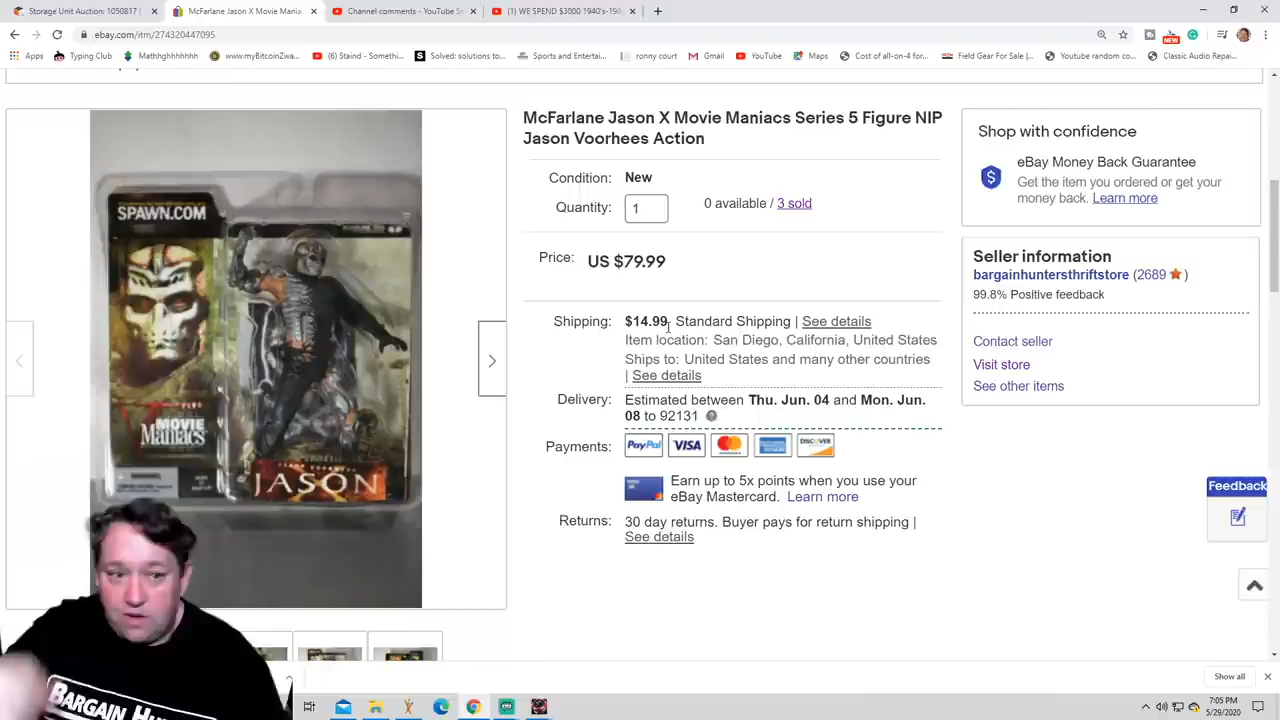 Storage Unit Auction: 1050817
McFarlane Jason X Movie Mania
Channel comments - YouTube S
(1) WE SPEND $3000 1940's-198
ebay.com/itm/274320447095
NEW
Apps
Typing Club
Mathhghhhhhh
www.myBitcoinZwa...
(6) Staind - Somethi...
Solved: solutions to...
Sports and Entertai...
ronny court
Gmail
YouTube
Maps
Cost of all-on-4 for...
Field Gear For Sale |...
Youtube random co...
Classic Audio Repai...
McFarlane Jason X Movie Maniacs Series 5 Figure NIP
Jason Voorhees Action
Condition: New
Quantity: 1 0 available / 3 sold
Price: US $79.99
Shipping: $14.99 Standard Shipping | See details
Item location: San Diego, California, United States
Ships to: United States and many other countries
| See details
Delivery: Estimated between Thu. Jun. 04 and Mon. Jun.
08 to 92131
Payments: PayPal VISA
DISCOVER
Earn up to 5x points when you use your
eBay Mastercard. Learn more
Returns: 30 day returns. Buyer pays for return shipping |
See details
Shop with confidence
eBay Money Back Guarantee
Get the item you ordered or get your
money back. Learn more
Seller information
bargainhuntersthriftstore (2689)
99.8% Positive feedback
Contact seller
Visit store
See other items
Feedback
SPAWN.COM
MOVIE
Maniacs
JASON
BARGAIN HU
Show all
7:05 PM
5/29/2020